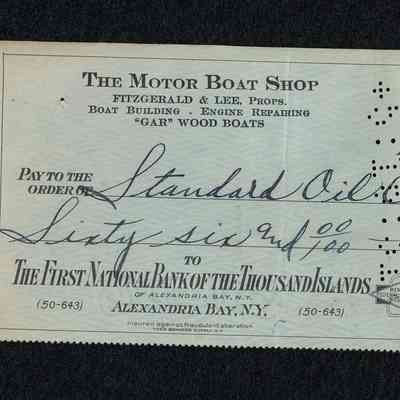 THE MOTOR BOAT SHOP
FITZGERALD & LEE, PROPS.
BOAT BUILDING - ENGINE REPAIRING
"GAR" WOOD BOATS
PAY TO THE
ORDER OF Standard Oil
Sixty six and 00/100
TO
THE FIRST NATIONAL BANK OF THE THOUSAND ISLANDS
OF ALEXANDRIA BAY, N.Y.
(50-643) ALEXANDRIA BAY, N.Y. (50-643)
Insured against fraudulent alteration